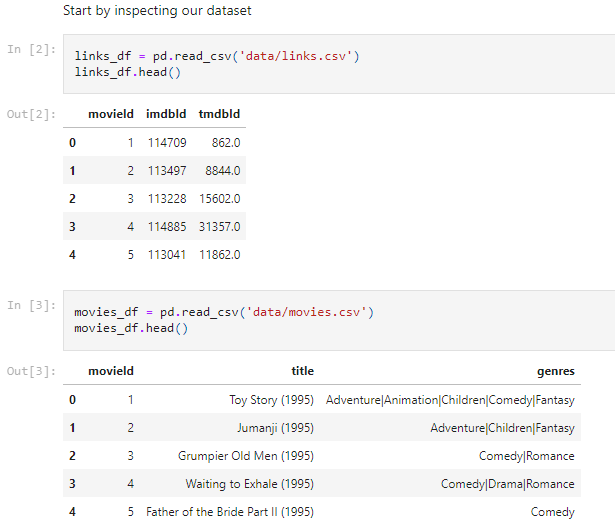 Start by inspecting our dataset
In [2]:
links_df = pd.read_csv('data/links.csv')
links_df.head()
Out[2]:
movieId imdbId tmdbId
0 1 114709 862.0
1 2 113497 8844.0
2 3 113228 15602.0
3 4 114885 31357.0
4 5 113041 11862.0
In [3]:
movies_df = pd.read_csv('data/movies.csv')
movies_df.head()
Out[3]:
movieId title genres
0 1 Toy Story (1995) Adventure|Animation|Children|Comedy|Fantasy
1 2 Jumanji (1995) Adventure|Children|Fantasy
2 3 Grumpier Old Men (1995) Comedy|Romance
3 4 Waiting to Exhale (1995) Comedy|Drama|Romance
4 5 Father of the Bride Part II (1995) Comedy